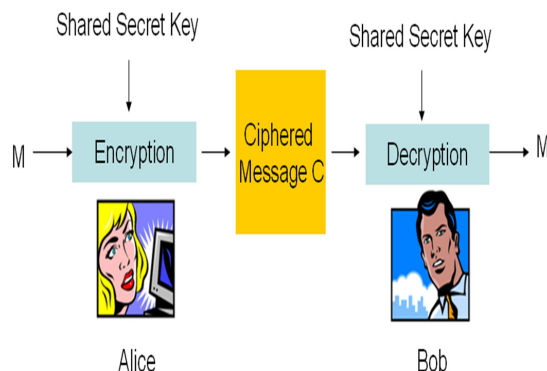 Shared Secret Key
Shared Secret Key
M
Encryption
Ciphered
Message C
Decryption
M
Alice
Bob